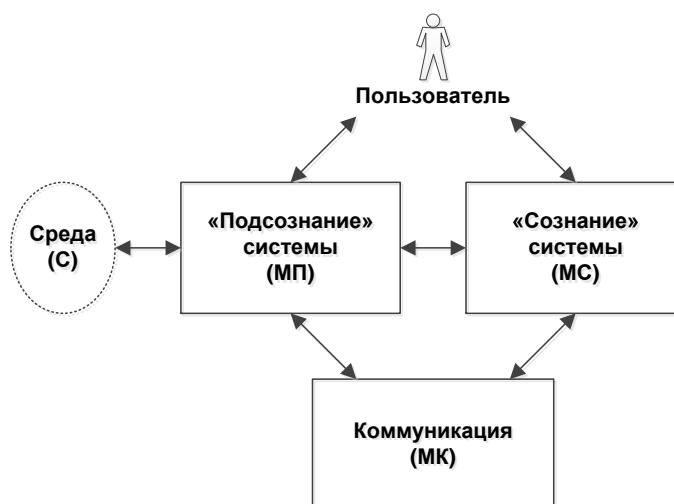 Пользователь
Среда
(С)
«Подсознание»
системы
(МП)
«Сознание»
системы
(МС)
Коммуникация
(МК)